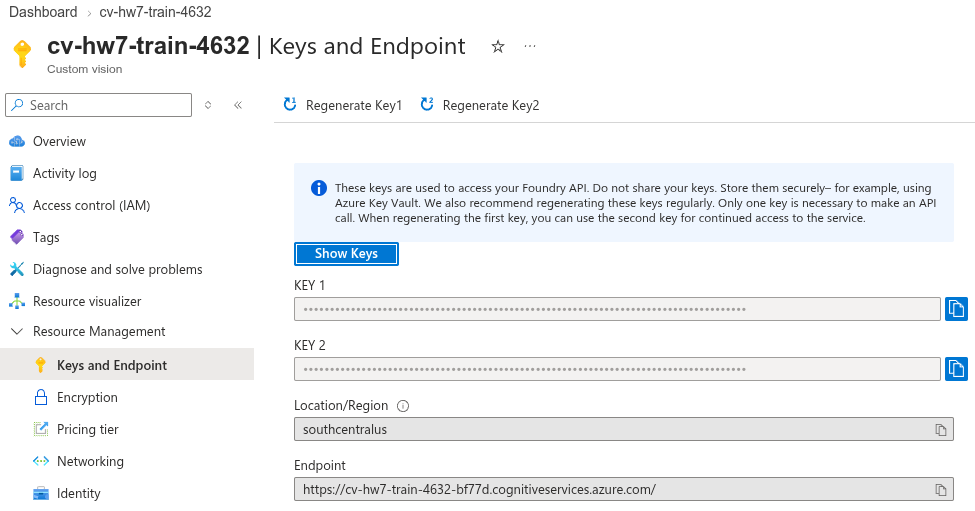 Dashboard › cv-hw7-train-4632
cv-hw7-train-4632 | Keys and Endpoint ☆ ···
Custom vision
Search
Regenerate Key1 Regenerate Key2
Overview
Activity log
Access control (IAM)
Tags
Diagnose and solve problems
Resource visualizer
Resource Management
Keys and Endpoint
Encryption
Pricing tier
Networking
Identity
These keys are used to access your Foundry API. Do not share your keys. Store them securely– for example, using
Azure Key Vault. We also recommend regenerating these keys regularly. Only one key is necessary to make an API
call. When regenerating the first key, you can use the second key for continued access to the service.
Show Keys
KEY 1
KEY 2
Location/Region
southcentralus
Endpoint
https://cv-hw7-train-4632-bf77d.cognitiveservices.azure.com/